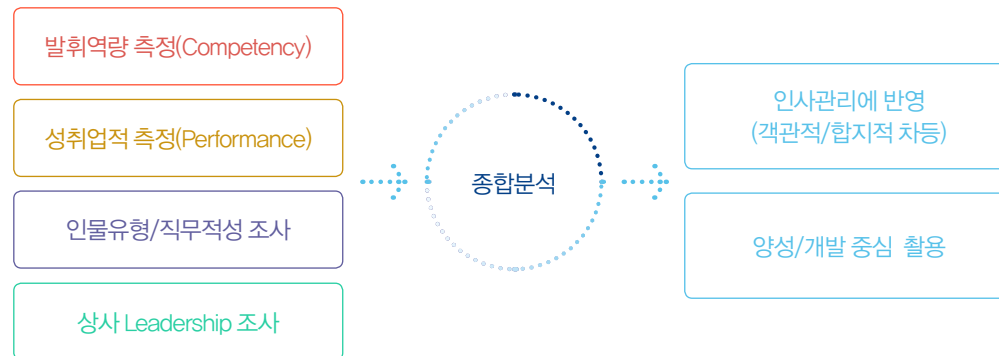 발휘역량 측정(Competency)
성취업적 측정(Performance)
인물유형/직무적성 조사
상사 Leadership 조사
종합분석
인사관리에 반영
(객관적/합지적 차등)
양성/개발 중심 촬용